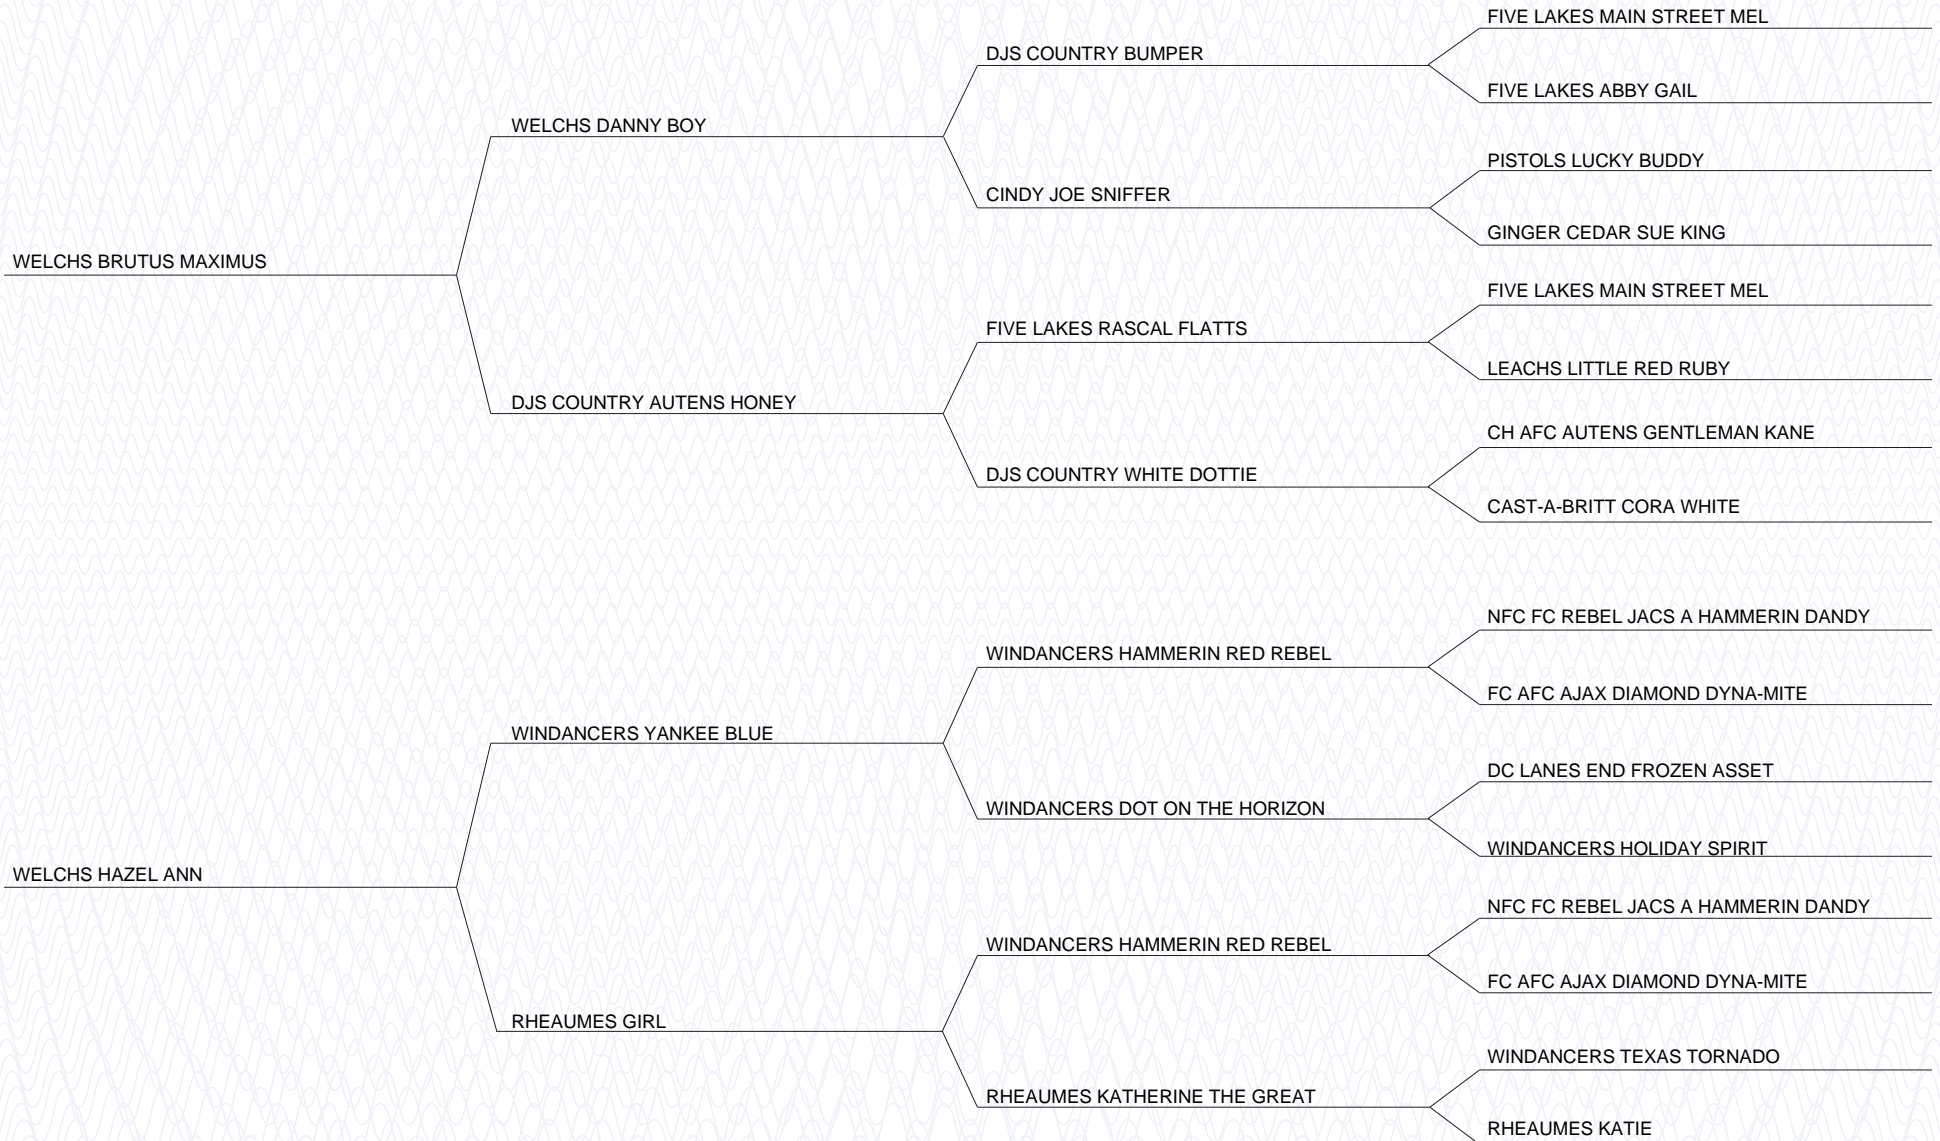 FIVE LAKES MAIN STREET MEL
DJS COUNTRY BUMPER
FIVE LAKES ABBY GAIL
WELCHS DANNY BOY
PISTOLS LUCKY BUDDY
CINDY JOE SNIFFER
GINGER CEDAR SUE KING
WELCHS BRUTUS MAXIMUS
FIVE LAKES MAIN STREET MEL
FIVE LAKES RASCAL FLATTS
LEACHS LITTLE RED RUBY
DJS COUNTRY AUTENS HONEY
CH AFC AUTENS GENTLEMAN KANE
DJS COUNTRY WHITE DOTTIE
CAST-A-BRITT CORA WHITE
NFC FC REBEL JACS A HAMMERIN DANDY
WINDANCERS HAMMERIN RED REBEL
FC AFC AJAX DIAMOND DYNA-MITE
WINDANCERS YANKEE BLUE
DC LANES END FROZEN ASSET
WINDANCERS DOT ON THE HORIZON
WINDANCERS HOLIDAY SPIRIT
WELCHS HAZEL ANN
NFC FC REBEL JACS A HAMMERIN DANDY
WINDANCERS HAMMERIN RED REBEL
FC AFC AJAX DIAMOND DYNA-MITE
RHEAUMES GIRL
WINDANCERS TEXAS TORNADO
RHEAUMES KATHERINE THE GREAT
RHEAUMES KATIE